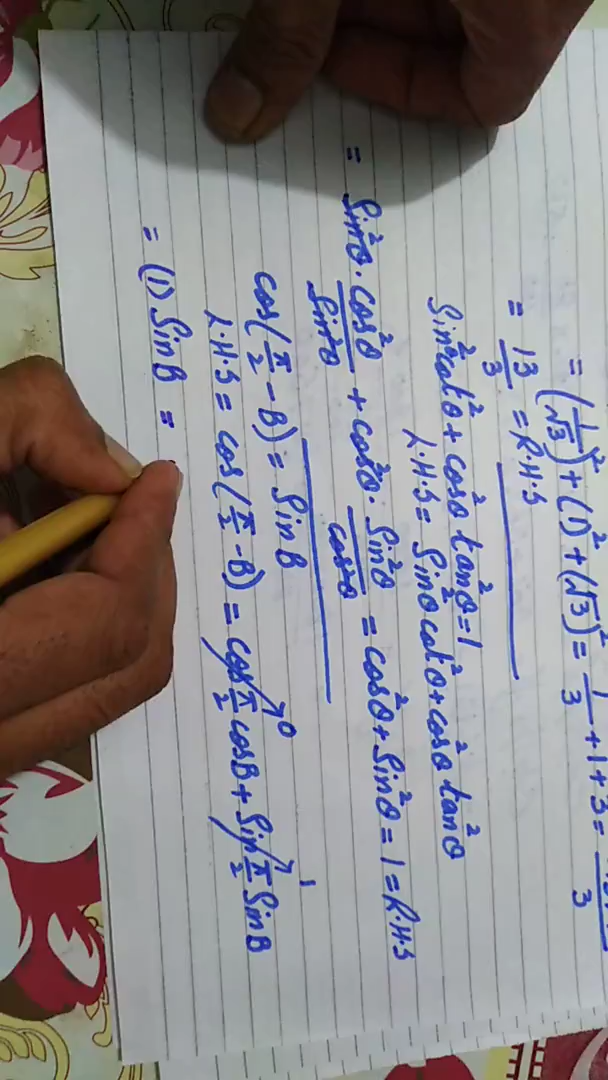 = (1/√3)² + (1)² + (√3)² = 1/3 + 1 + 3 =
= 13/3 = R.H.S
Sin²θ cot²θ + cos²θ tan²θ = 1
L.H.S = Sin²θ cot²θ + cos²θ tan²θ
= Sin²θ . cos²θ/Sin²θ + cos²θ . Sin²θ/cos²θ = cos²θ + Sin²θ = 1 = R.H.S
cos(π/2 - B) = Sin B
L.H.S = cos(π/2 - B) = cos π/2 cos B + Sin π/2 Sin B
0 1
= (1) Sin B =